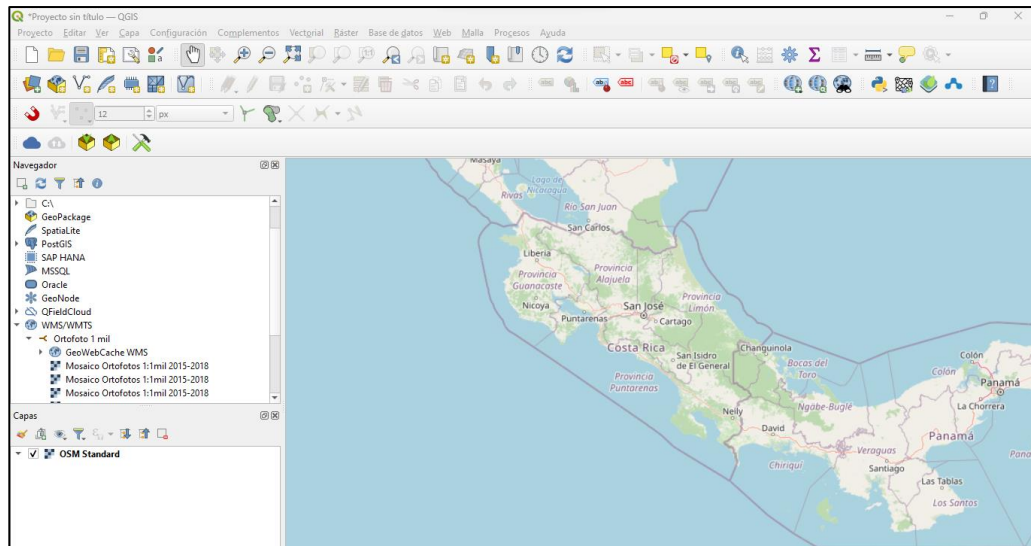 *Proyecto sin título — QGIS
Proyecto Editar Ver Capa Configuración Complementos Vectorial Ráster Base de datos Web Malla Procesos Ayuda
12 px
Navegador
C:\
GeoPackage
SpatiaLite
PostGIS
SAP HANA
MSSQL
Oracle
GeoNode
QFieldCloud
WMS/WMTS
Ortofoto 1 mil
GeoWebCache WMS
Mosaico Ortofotos 1:1mil 2015-2018
Mosaico Ortofotos 1:1mil 2015-2018
Mosaico Ortofotos 1:1mil 2015-2018
Capas
OSM Standard
Masaya
Lago de
Nicaragua
Rivas
Río San Juan
San Carlos
Liberia
Provincia
Guanacaste
Provincia
Alajuela
Nicoya
Puntarenas
San José
Cartago
Provincia
Limón
Costa Rica
San Isidro
de El General
Changuinola
Bocas del
Toro
Provincia
Puntarenas
Colón
Colón
Panamá
La Chorrera
Neily
David
Ngäbe-Buglé
Panamá
Veraguas
Chiriquí
Santiago
Pana
Las Tablas
Los Santos